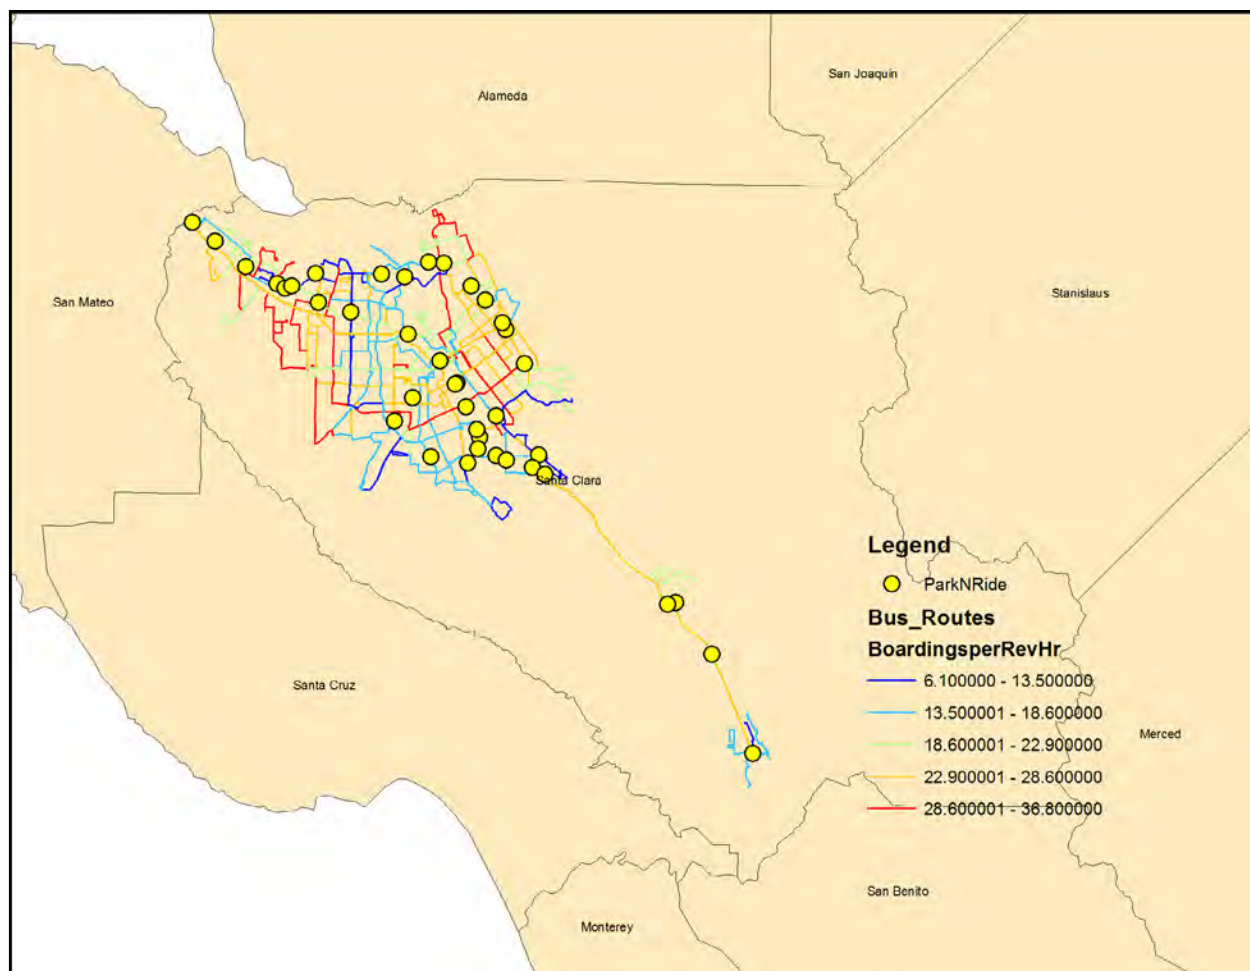 San Joaquin
Alameda
San Mateo
Stanislaus
Santa Clara
Santa Cruz
Merced
San Benito
Monterey
Legend
ParkNRide
Bus_Routes
BoardingsperRevHr
6.100000 - 13.500000
13.500001 - 18.600000
18.600001 - 22.900000
22.900001 - 28.600000
28.600001 - 36.800000